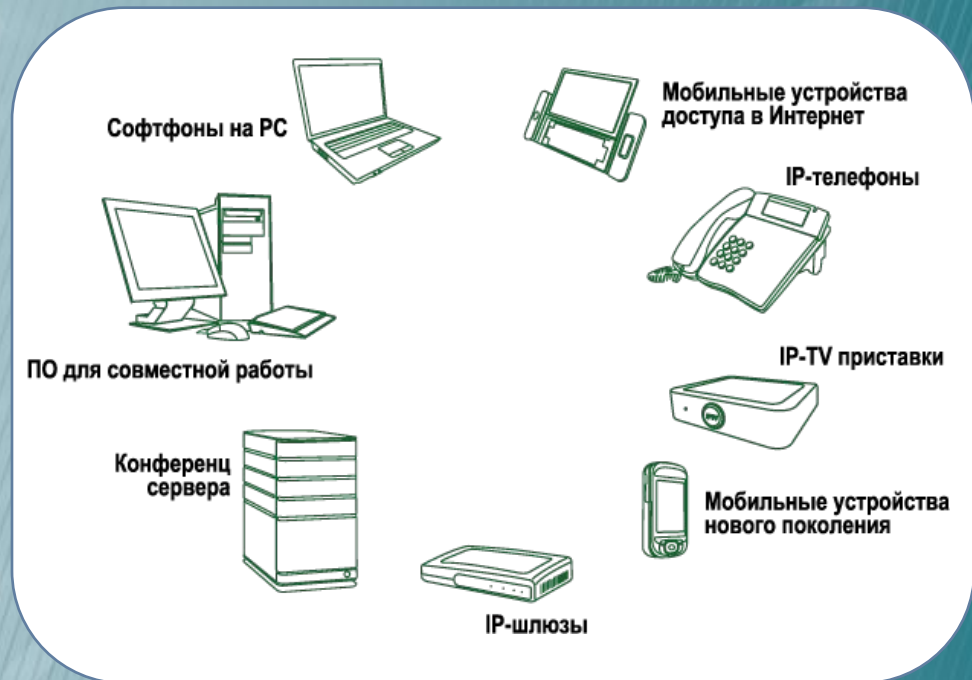 Софтфоны на PC
Мобильные устройства
доступа в Интернет
IP-телефоны
ПО для совместной работы
IP-TV приставки
Конференц
сервера
Мобильные устройства
нового поколения
IP-шлюзы